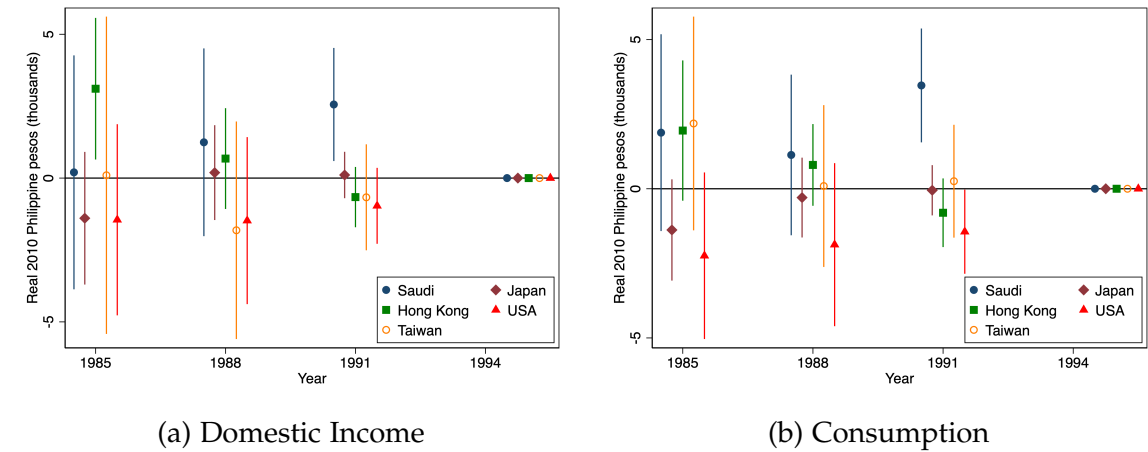 Real 2010 Philippine pesos (thousands)
5
0
-5
Saudi
Japan
Hong Kong
USA
Taiwan
1985
1988
1991
1994
Year
(a) Domestic Income
Real 2010 Philippine pesos (thousands)
5
0
-5
Saudi
Japan
Hong Kong
USA
Taiwan
1985
1988
1991
1994
Year
(b) Consumption